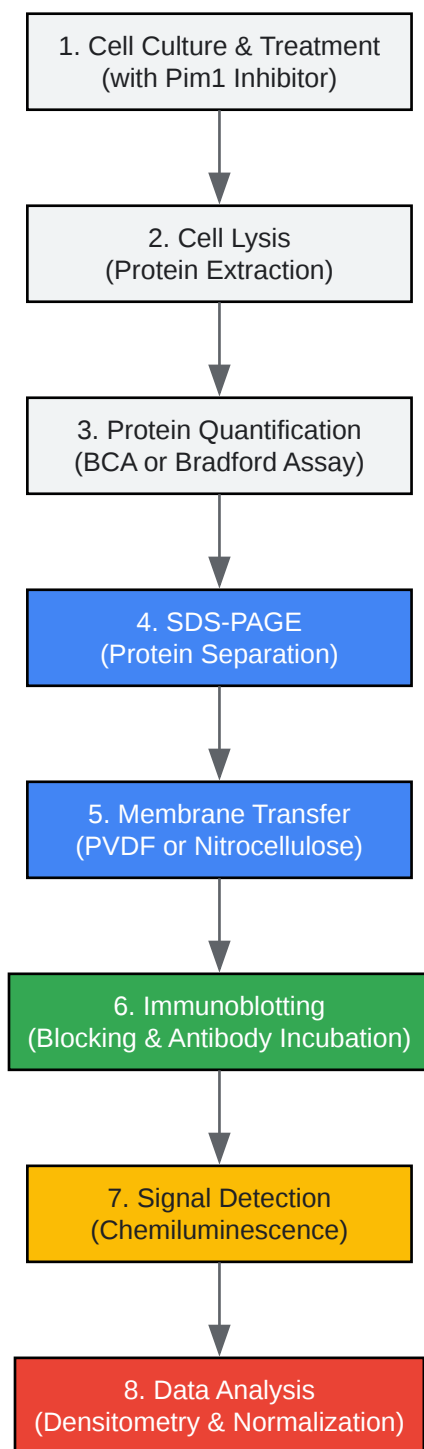 1. Cell Culture & Treatment
(with Pim1 Inhibitor)
2. Cell Lysis
(Protein Extraction)
3. Protein Quantification
(BCA or Bradford Assay)
4. SDS-PAGE
(Protein Separation)
5. Membrane Transfer
(PVDF or Nitrocellulose)
6. Immunoblotting
(Blocking & Antibody Incubation)
7. Signal Detection
(Chemiluminescence)
8. Data Analysis
(Densitometry & Normalization)